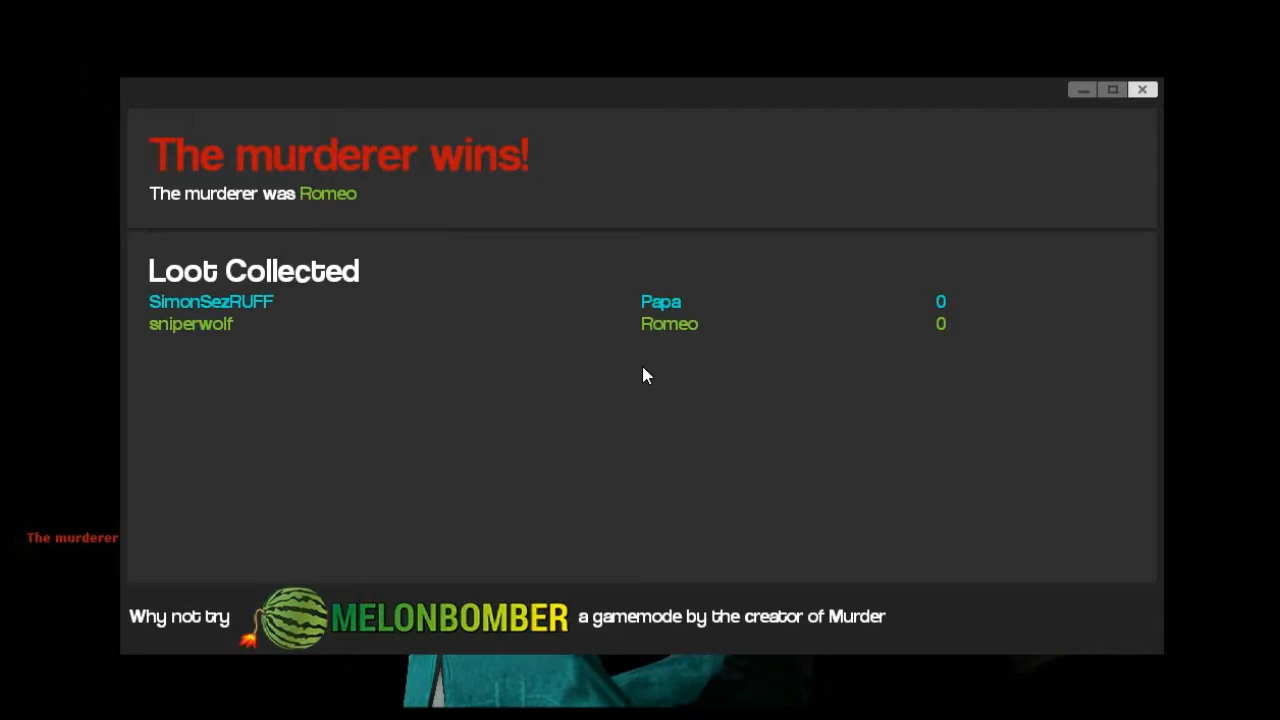 The murderer wins!
The murderer was Romeo
Loot Collected
SimonSezRUFF Papa 0
sniperwolf Romeo 0
The murderer
Why not try MELONBOMBER a gamemode by the creator of Murder